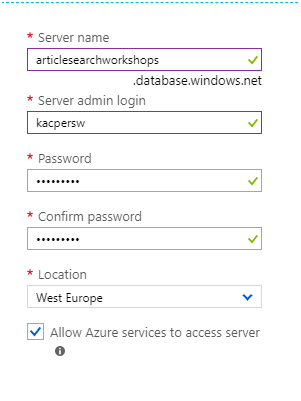 * Server name
articlesearchworkshops
.database.windows.net
* Server admin login
kacpersw
* Password
•••••••••
* Confirm password
•••••••••
* Location
West Europe
Allow Azure services to access server